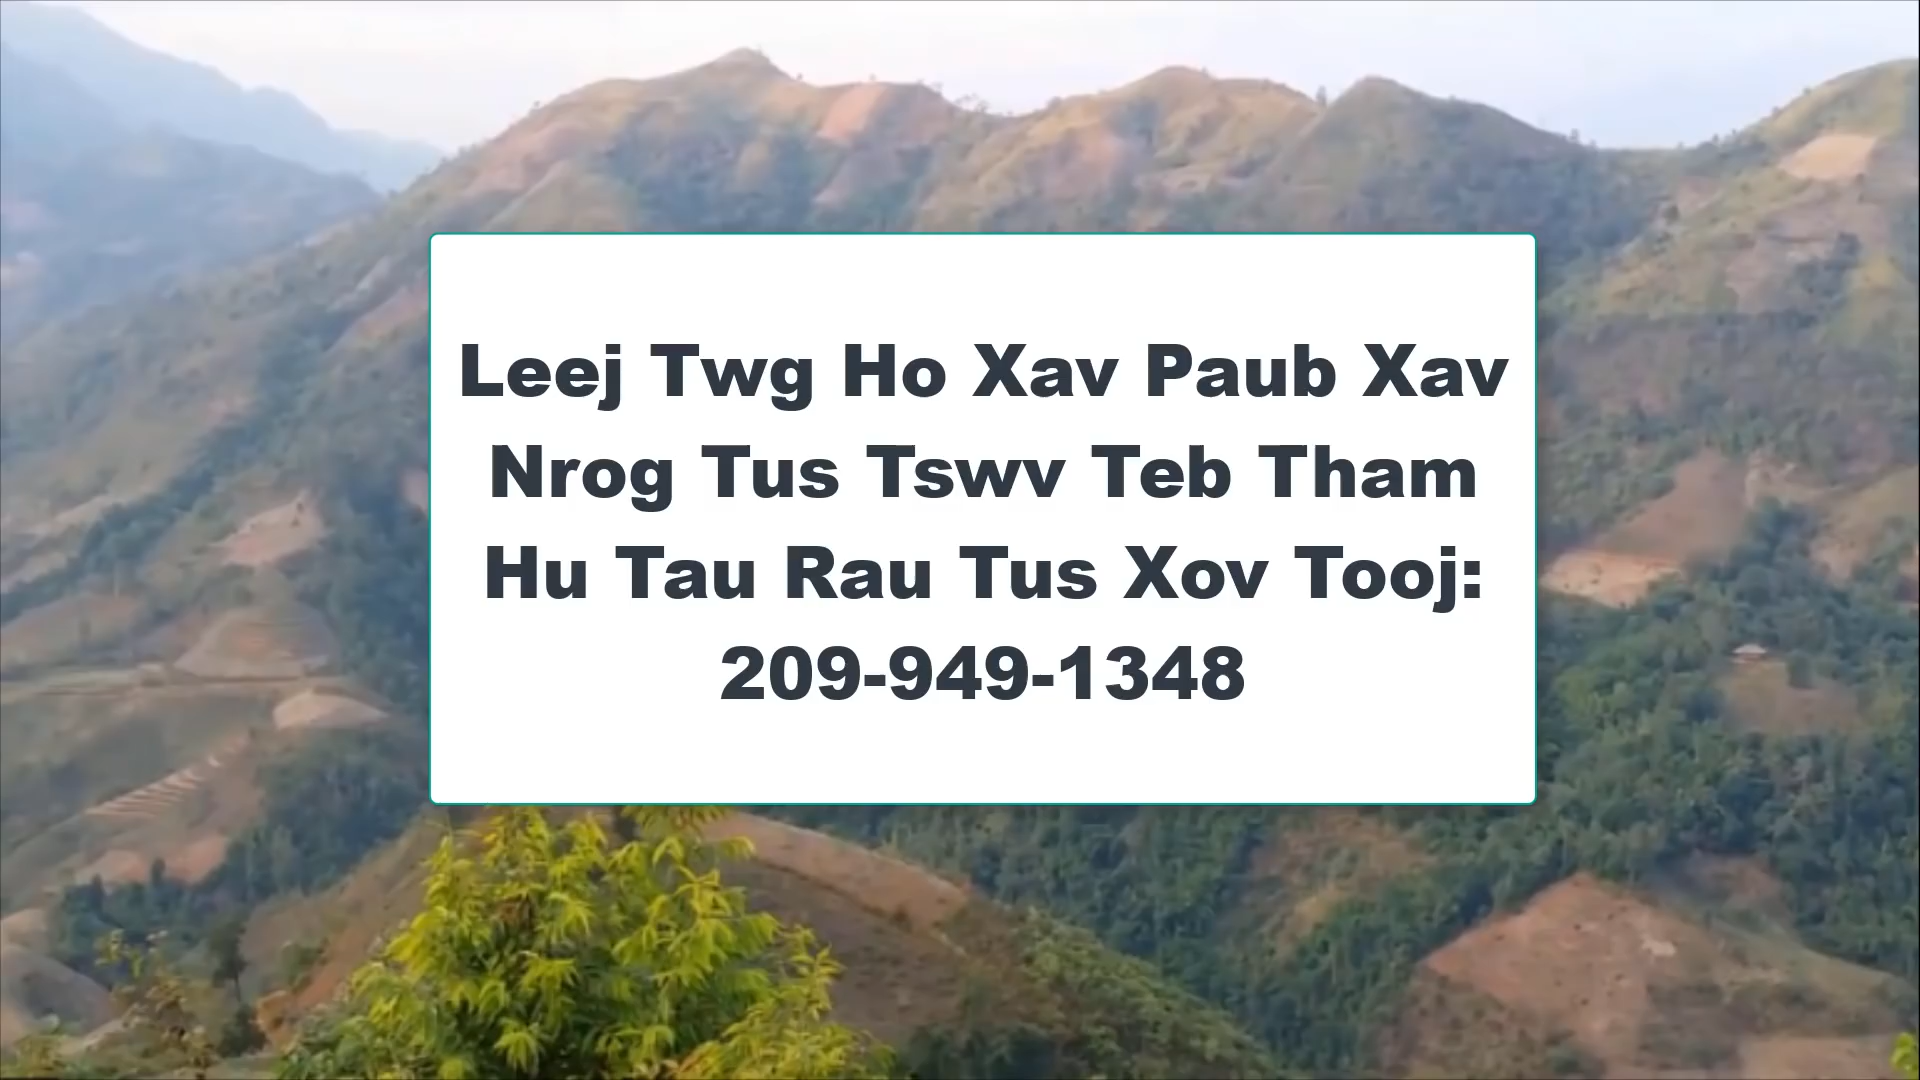 Leej Twg Ho Xav Paub Xav
Nrog Tus Tswv Teb Tham
Hu Tau Rau Tus Xov Tooj:
209-949-1348